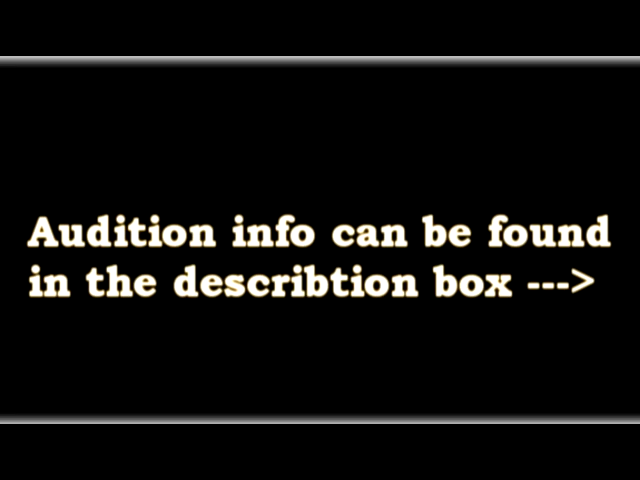 Audition info can be found
in the describtion box --->